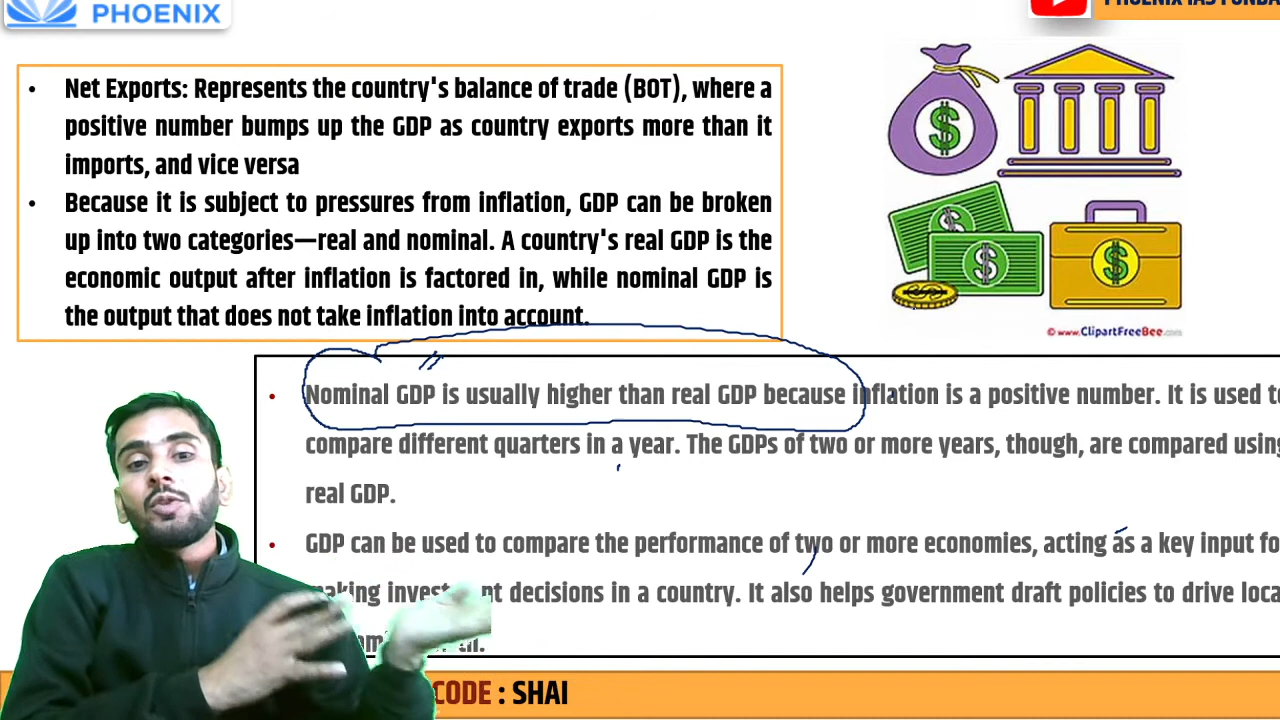 PHOENIX
PHOENIX IAS FUNDA
Net Exports: Represents the country's balance of trade (BOT), where a
positive number bumps up the GDP as country exports more than it
imports, and vice versa
Because it is subject to pressures from inflation, GDP can be broken
up into two categories—real and nominal. A country's real GDP is the
economic output after inflation is factored in, while nominal GDP is
the output that does not take inflation into account.
© www.ClipartFreeBee.com
Nominal GDP is usually higher than real GDP because inflation is a positive number. It is used to
compare different quarters in a year. The GDPs of two or more years, though, are compared using
real GDP.
GDP can be used to compare the performance of two or more economies, acting as a key input fo
making investment decisions in a country. It also helps government draft policies to drive loca
CODE : SHAI